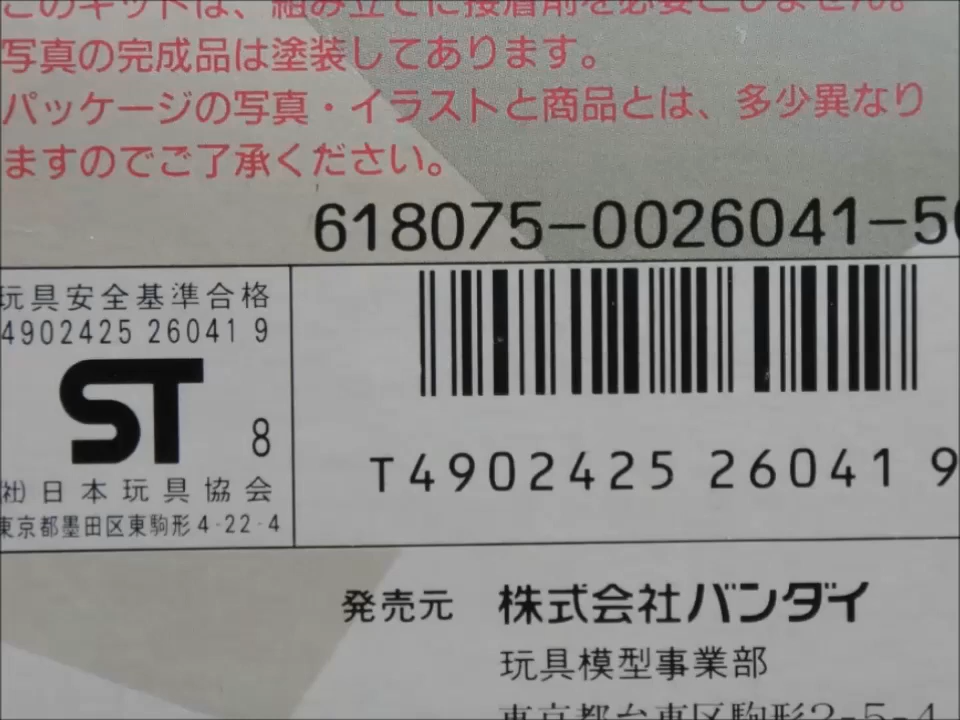 このキットは、組み立てに接着剤を必要としません。
写真の完成品は塗装してあります。
パッケージの写真・イラストと商品とは、多少異なり
ますのでご了承ください。
618075-0026041-50
玩具安全基準合格
4902425 26041 9
ST
8
(社)日本玩具協会
東京都墨田区東駒形4-22-4
T4902425 26041 9
発売元 株式会社バンダイ
玩具模型事業部
東京都台東区駒形2-5-4